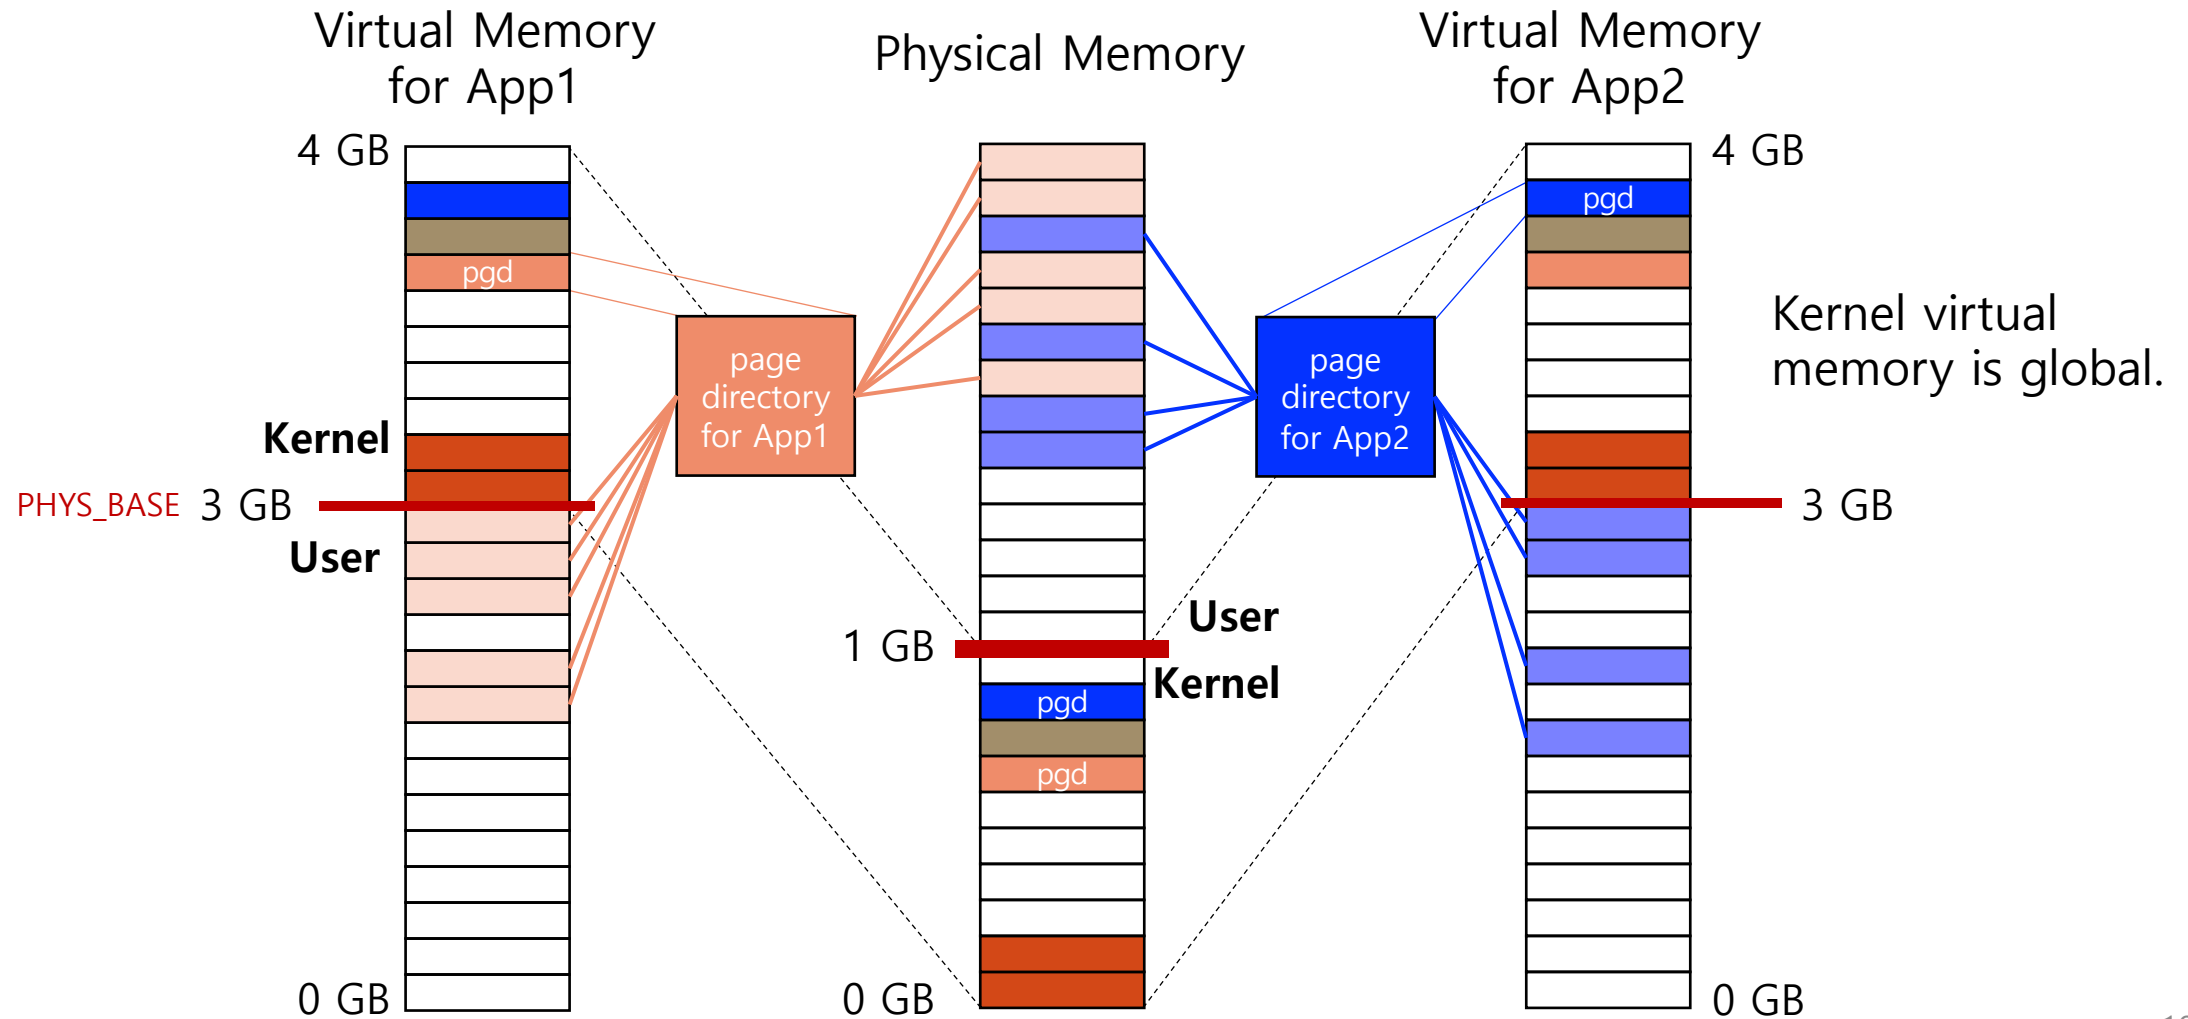 Virtual Memory
for App1
Physical Memory
Virtual Memory
for App2
4 GB
pgd
page
directory
for App1
Kernel
PHYS_BASE 3 GB
User
0 GB
1 GB
User
Kernel
pgd
pgd
0 GB
page
directory
for App2
4 GB
pgd
Kernel virtual
memory is global.
3 GB
0 GB